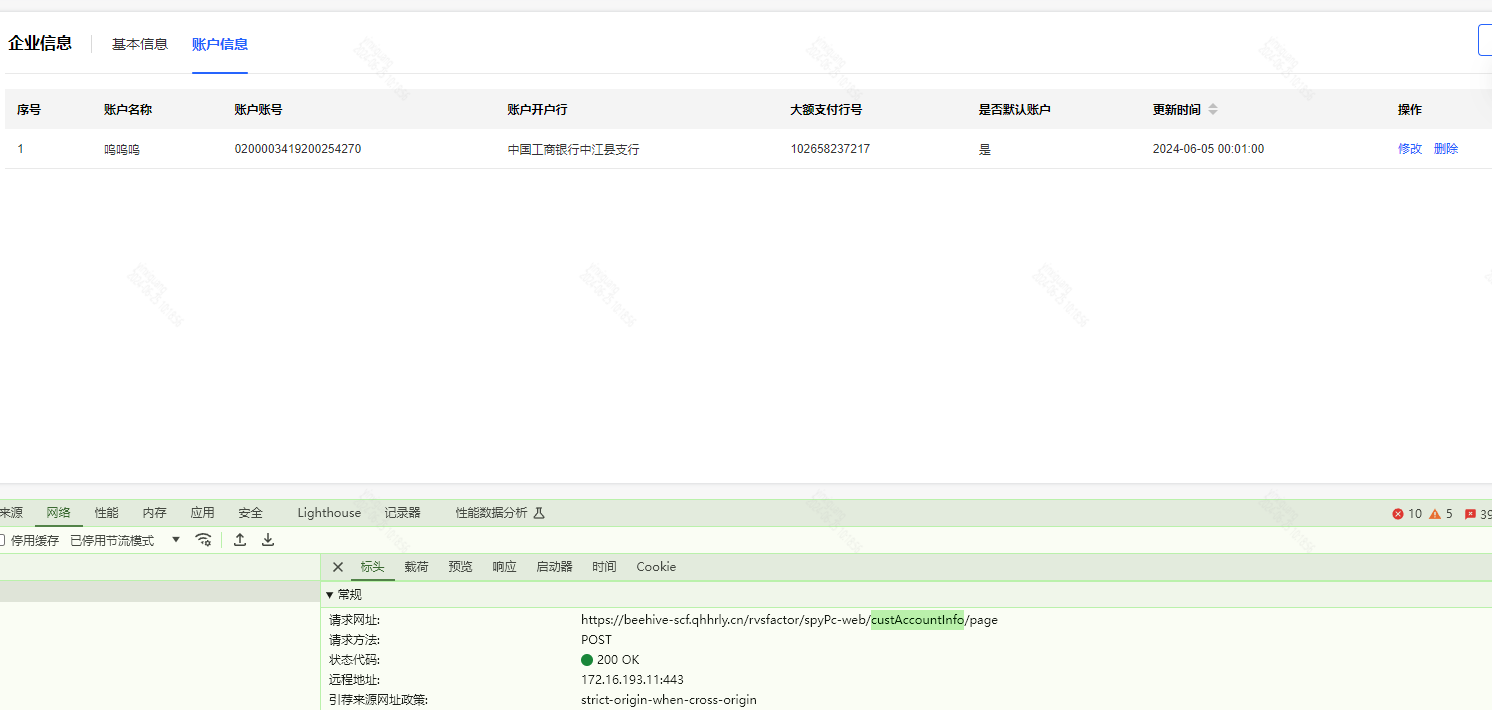 企业信息 基本信息 账户信息
序号 账户名称 账户账号 账户开户行 大额支付行号 是否默认账户 更新时间 操作
1 呜呜呜 0200003419200254270 中国工商银行中江县支行 102658237217 是 2024-06-05 00:01:00 修改 删除
来源 网络 性能 内存 应用 安全 Lighthouse 记录器 性能数据分析 10 5 39
停用缓存 已停用节流模式
标头 载荷 预览 响应 启动器 时间 Cookie
常规
请求网址: https://beehive-scf.qhhrly.cn/rvsfactor/spyPc-web/custAccountInfo/page
请求方法: POST
状态代码: 200 OK
远程地址: 172.16.193.11:443
引荐来源网址政策: strict-origin-when-cross-origin